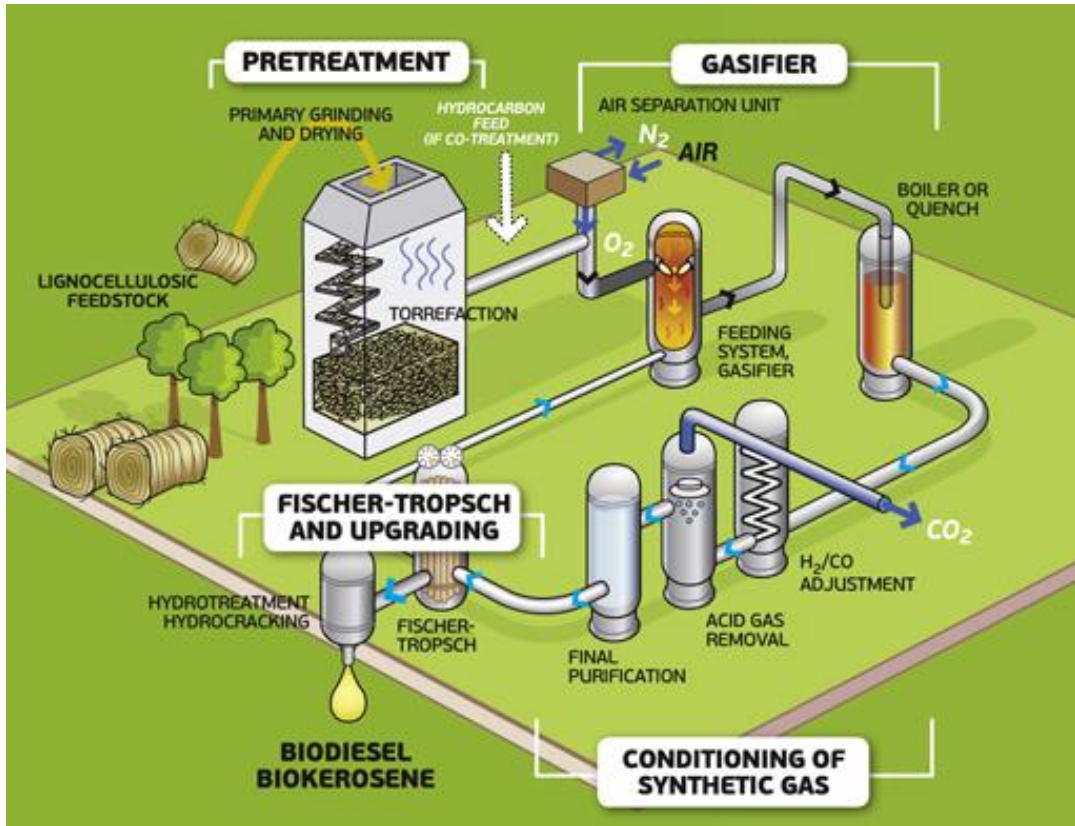 PRETREATMENT
GASIFIER
PRIMARY GRINDING
AND DRYING
HYDROCARBON
FEED
(IF CO-TREATMENT)
AIR SEPARATION UNIT
N₂
AIR
BOILER OR
QUENCH
O₂
LIGNOCELLULOSIC
FEEDSTOCK
TORREFACTION
FEEDING
SYSTEM,
GASIFIER
FISCHER-TROPSCH
AND UPGRADING
CO₂
H₂/CO
ADJUSTMENT
HYDROTREATMENT
HYDROCRACKING
FISCHER-
TROPSCH
ACID GAS
REMOVAL
FINAL
PURIFICATION
BIODIESEL
BIOKEROSENE
CONDITIONING OF
SYNTHETIC GAS